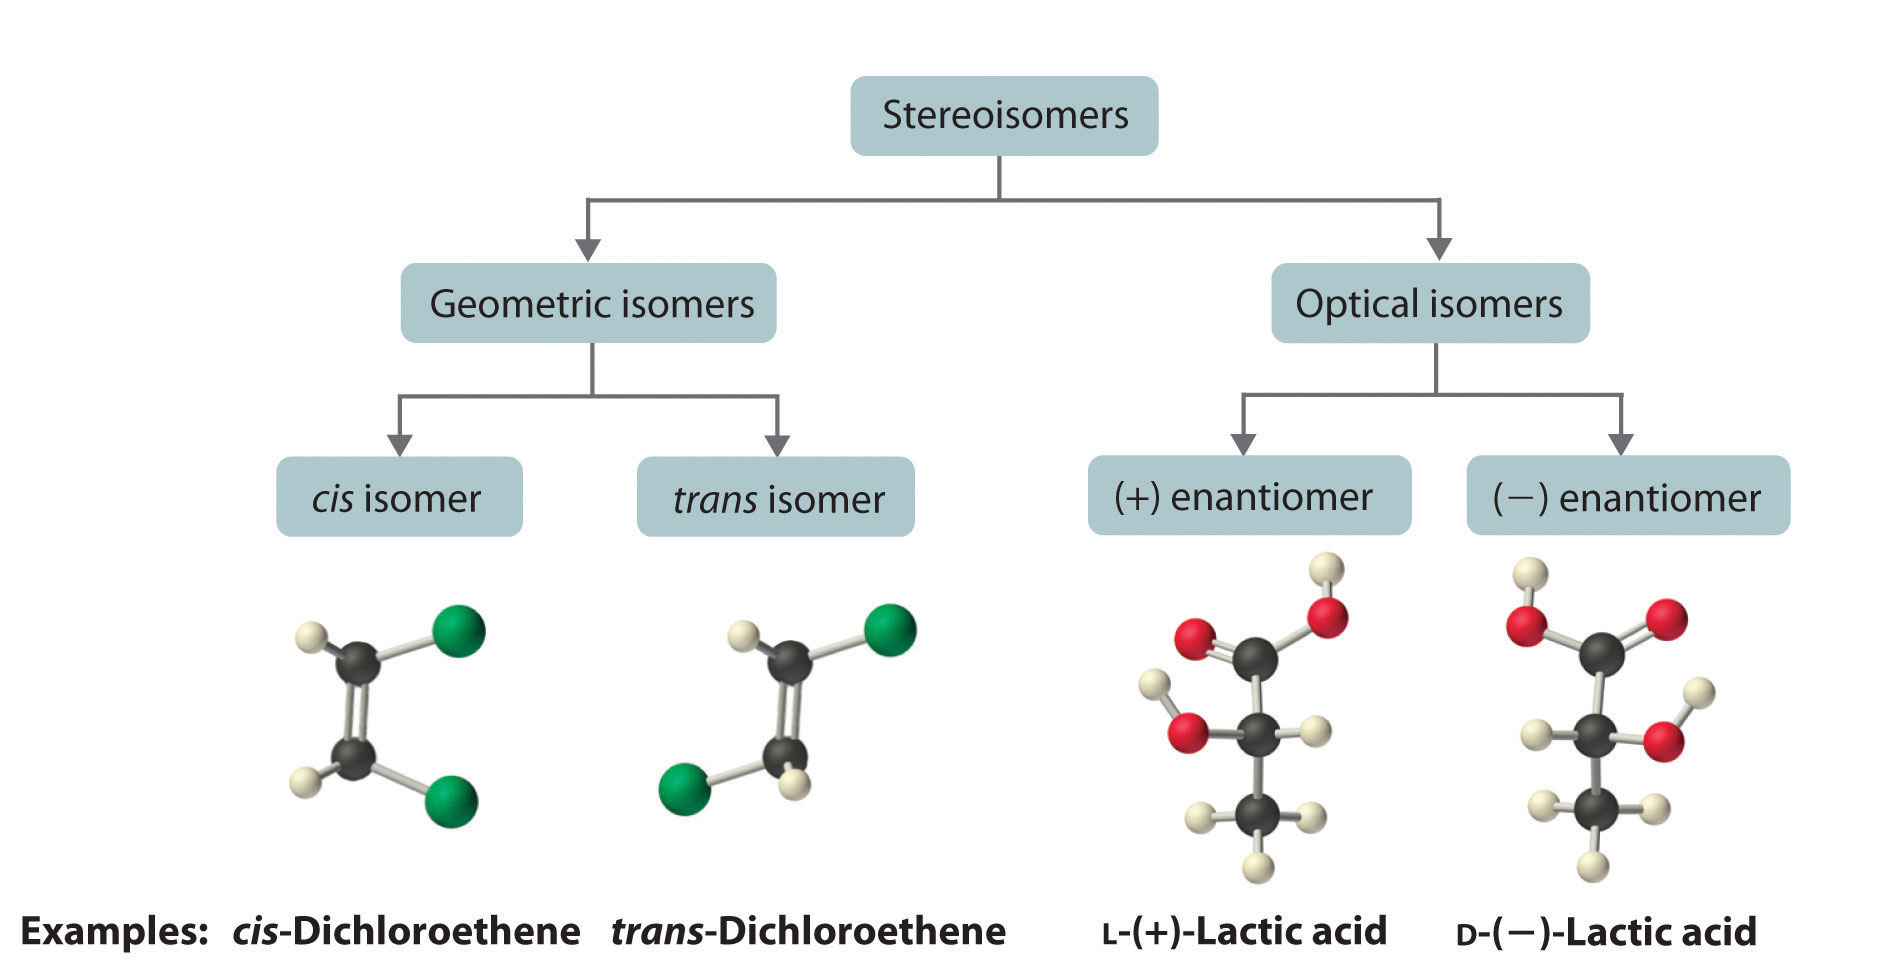 Stereoisomers
Geometric isomers
Optical isomers
cis isomer
trans isomer
(+) enantiomer
(−) enantiomer
Examples: cis-Dichloroethene trans-Dichloroethene L-(+)-Lactic acid D-(−)-Lactic acid